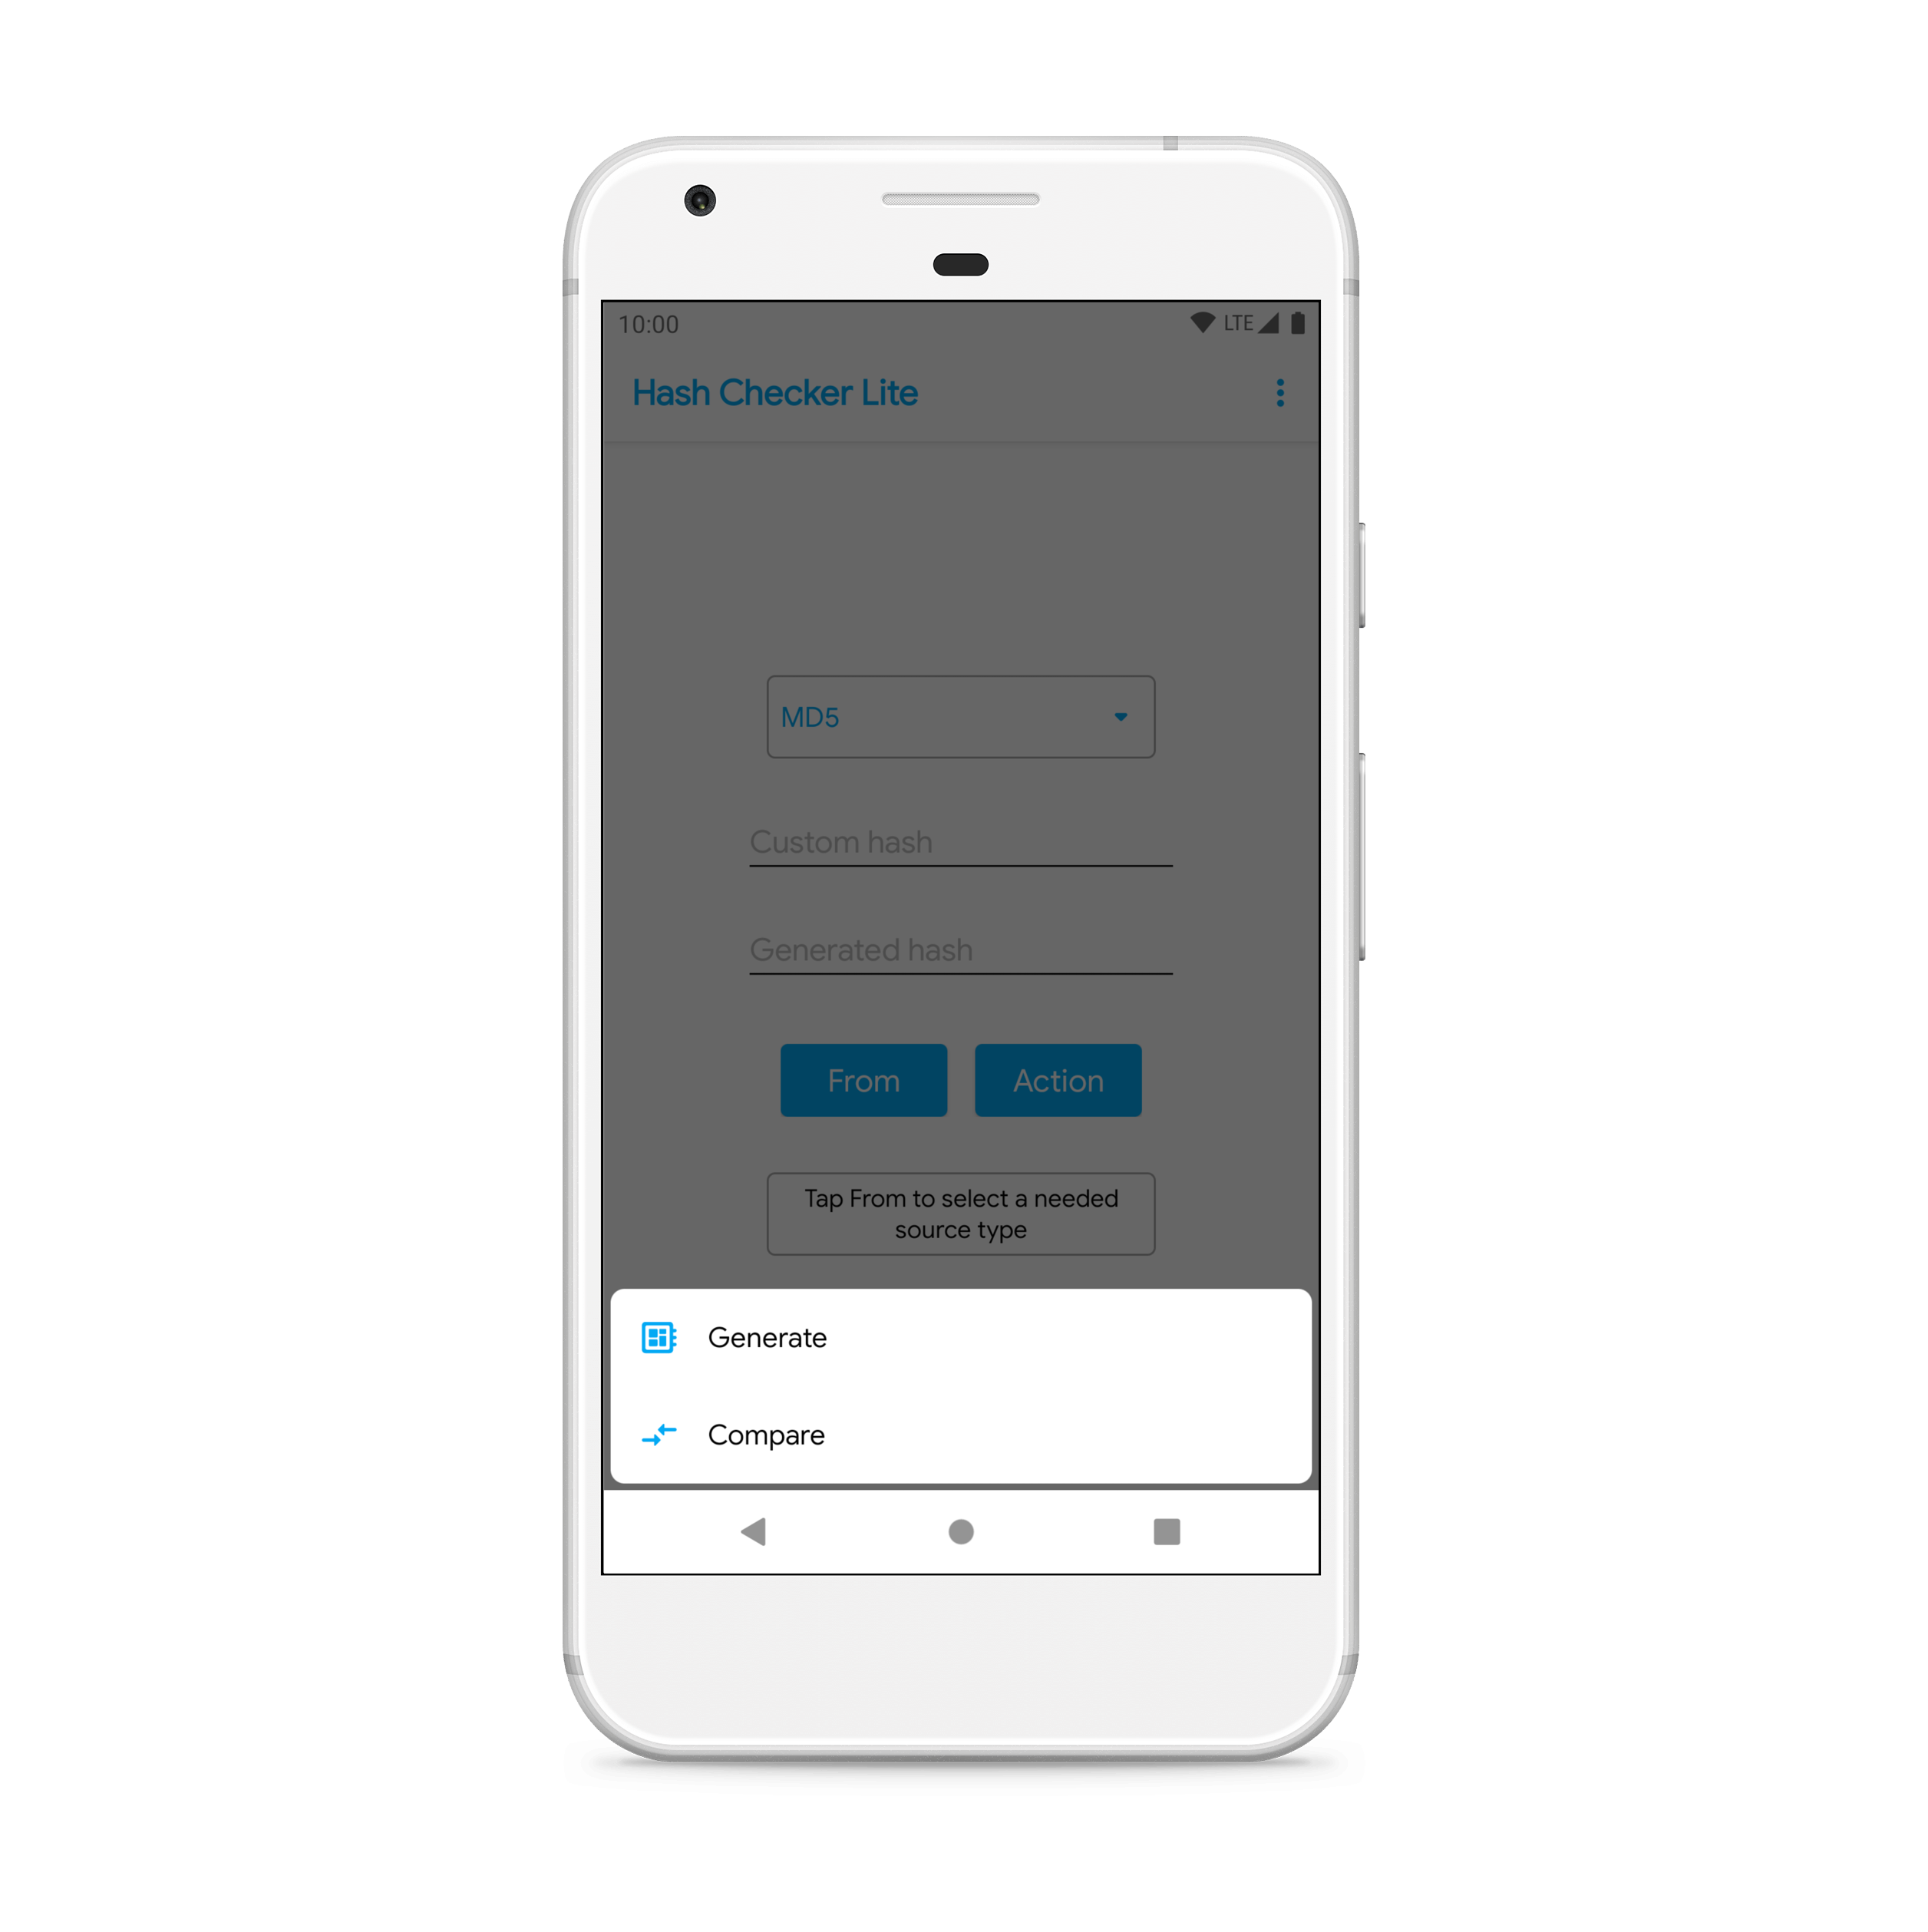 10:00 LTE
Hash Checker Lite
MD5
Custom hash
Generated hash
From Action
Tap From to select a needed
source type
Generate
Compare